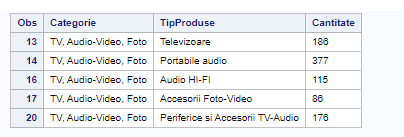 Obs Categorie TipProduse Cantitate
13 TV, Audio-Video, Foto Televizoare 186
14 TV, Audio-Video, Foto Portabile audio 377
16 TV, Audio-Video, Foto Audio HI-FI 115
17 TV, Audio-Video, Foto Accesorii Foto-Video 86
20 TV, Audio-Video, Foto Periferice si Accesorii TV-Audio 176